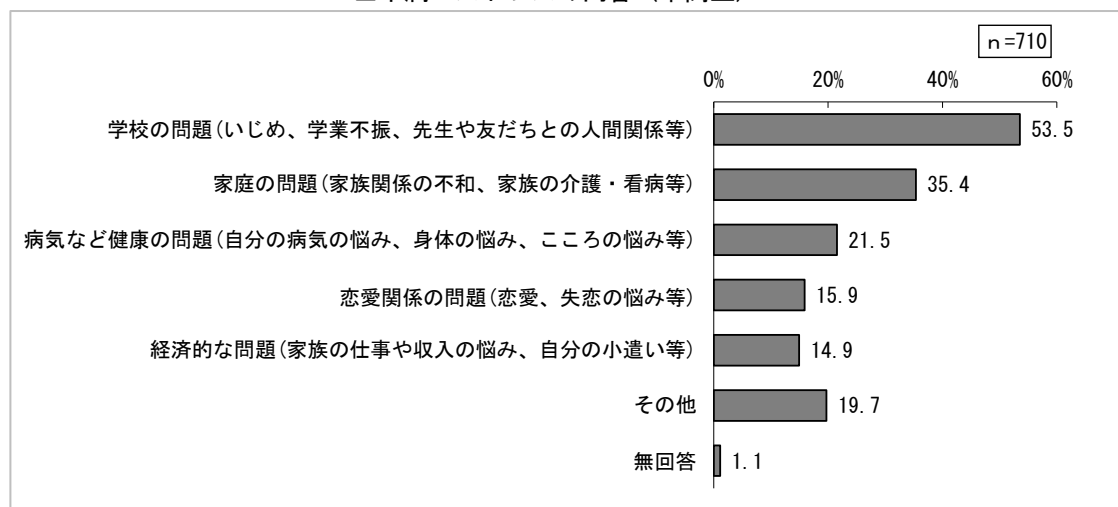 n=710
0% 20% 40% 60%
学校の問題(いじめ、学業不振、先生や友だちとの人間関係等) 53.5
家庭の問題(家族関係の不和、家族の介護・看病等) 35.4
病気など健康の問題(自分の病気の悩み、身体の悩み、こころの悩み等) 21.5
恋愛関係の問題(恋愛、失恋の悩み等) 15.9
経済的な問題(家族の仕事や収入の悩み、自分の小遣い等) 14.9
その他 19.7
無回答 1.1